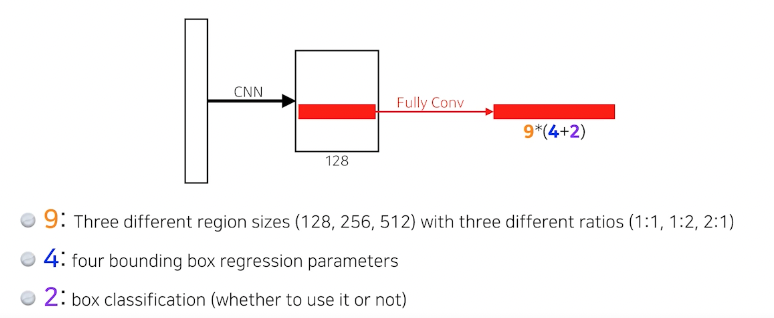 CNN
Fully Conv
9*(4+2)
128
9: Three different region sizes (128, 256, 512) with three different ratios (1:1, 1:2, 2:1)
4: four bounding box regression parameters
2: box classification (whether to use it or not)